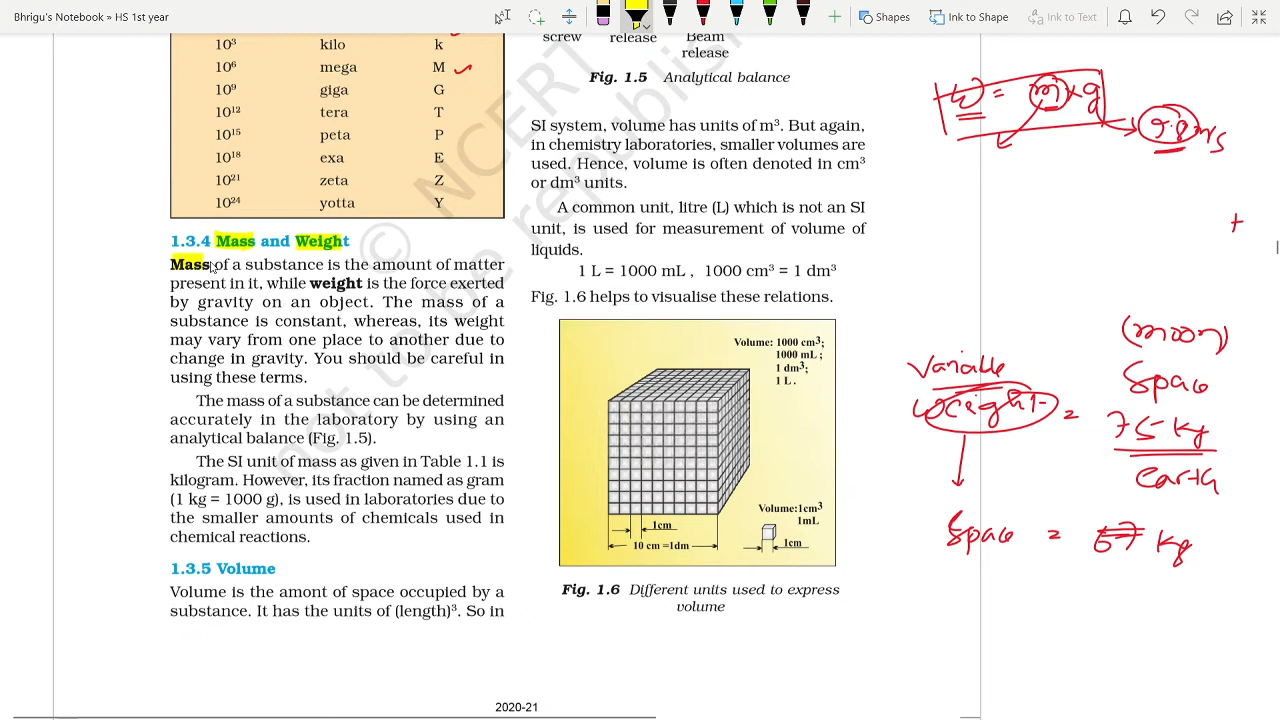 Bhrigu's Notebook » HS 1st year
Shapes
Ink to Shape
Ink to Text
10³ kilo k
10⁶ mega M
10⁹ giga G
10¹² tera T
10¹⁵ peta P
10¹⁸ exa E
10²¹ zeta Z
10²⁴ yotta Y
1.3.4 Mass and Weight
Mass of a substance is the amount of matter
present in it, while weight is the force exerted
by gravity on an object. The mass of a
substance is constant, whereas, its weight
may vary from one place to another due to
change in gravity. You should be careful in
using these terms.
The mass of a substance can be determined
accurately in the laboratory by using an
analytical balance (Fig. 1.5).
The SI unit of mass as given in Table 1.1 is
kilogram. However, its fraction named as gram
(1 kg = 1000 g), is used in laboratories due to
the smaller amounts of chemicals used in
chemical reactions.
1.3.5 Volume
Volume is the amont of space occupied by a
substance. It has the units of (length)³. So in
screw release Beam
release
Fig. 1.5 Analytical balance
SI system, volume has units of m³. But again,
in chemistry laboratories, smaller volumes are
used. Hence, volume is often denoted in cm³
or dm³ units.
A common unit, litre (L) which is not an SI
unit, is used for measurement of volume of
liquids.
1 L = 1000 mL , 1000 cm³ = 1 dm³
Fig. 1.6 helps to visualise these relations.
Volume: 1000 cm³;
1000 mL ;
1 dm³;
1 L .
Volume:1cm³
1mL
1cm
10 cm =1dm
1cm
Fig. 1.6 Different units used to express
volume
© NCERT
not to be republish
= m × g
9.8 m/s
+
(moon)
Variable
Space
weight =
75 kg
earth
Space = 67 kg
2020-21